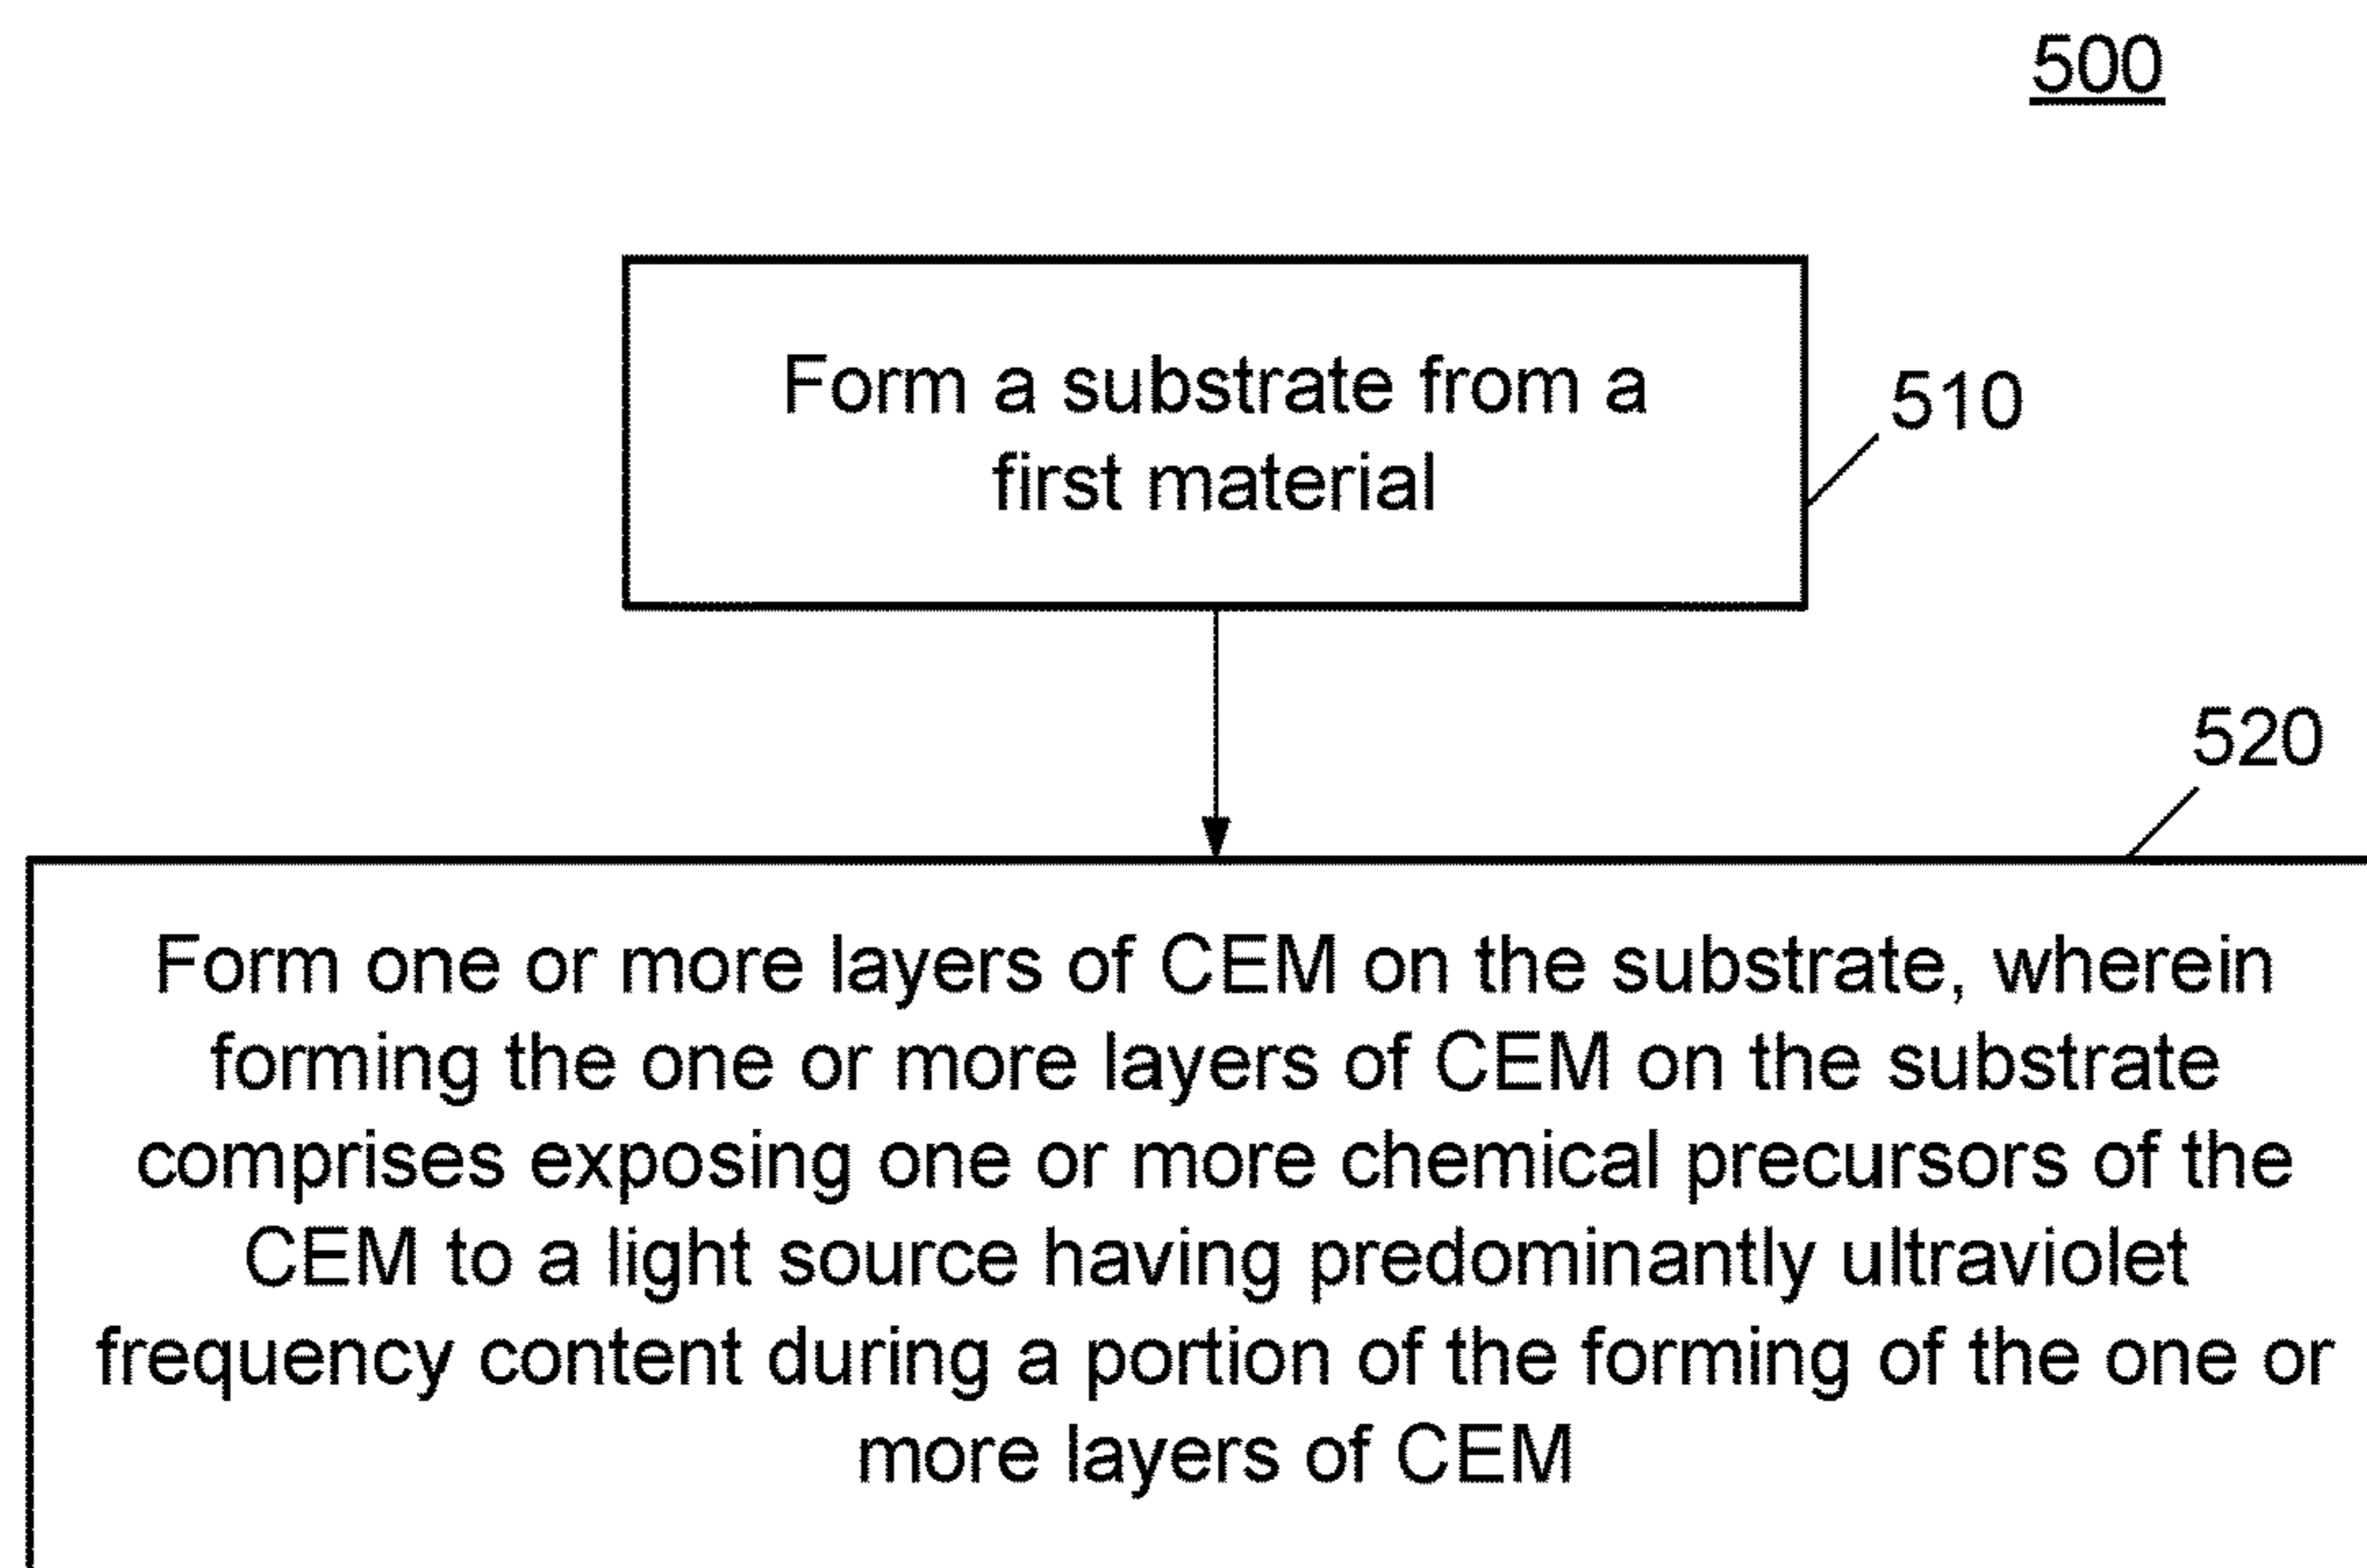 500
Form a substrate from a
first material
510
520
Form one or more layers of CEM on the substrate, wherein
forming the one or more layers of CEM on the substrate
comprises exposing one or more chemical precursors of the
CEM to a light source having predominantly ultraviolet
frequency content during a portion of the forming of the one or
more layers of CEM